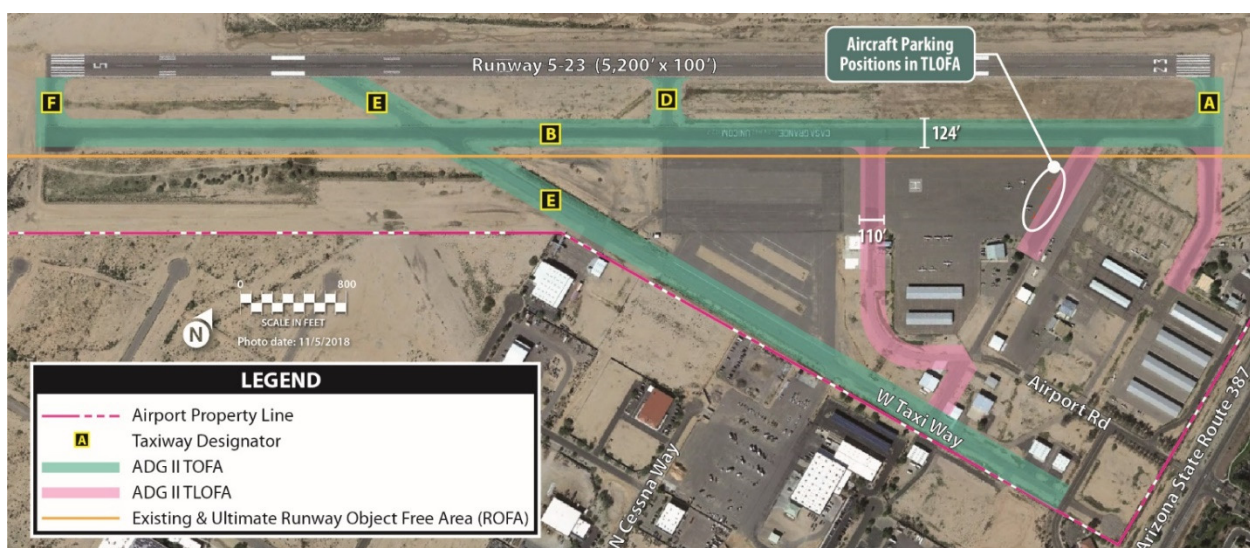 Runway 5-23 (5,200' x 100')
Aircraft Parking
Positions in TLOFA
23
F
E
D
A
B
124'
E
110'
H
0 800
SCALE IN FEET
N
Photo date: 11/5/2018
W Taxi Way
Airport Rd
N Cessna Way
Arizona State Route 387
LEGEND
Airport Property Line
A Taxiway Designator
ADG II TOFA
ADG II TLOFA
Existing & Ultimate Runway Object Free Area (ROFA)